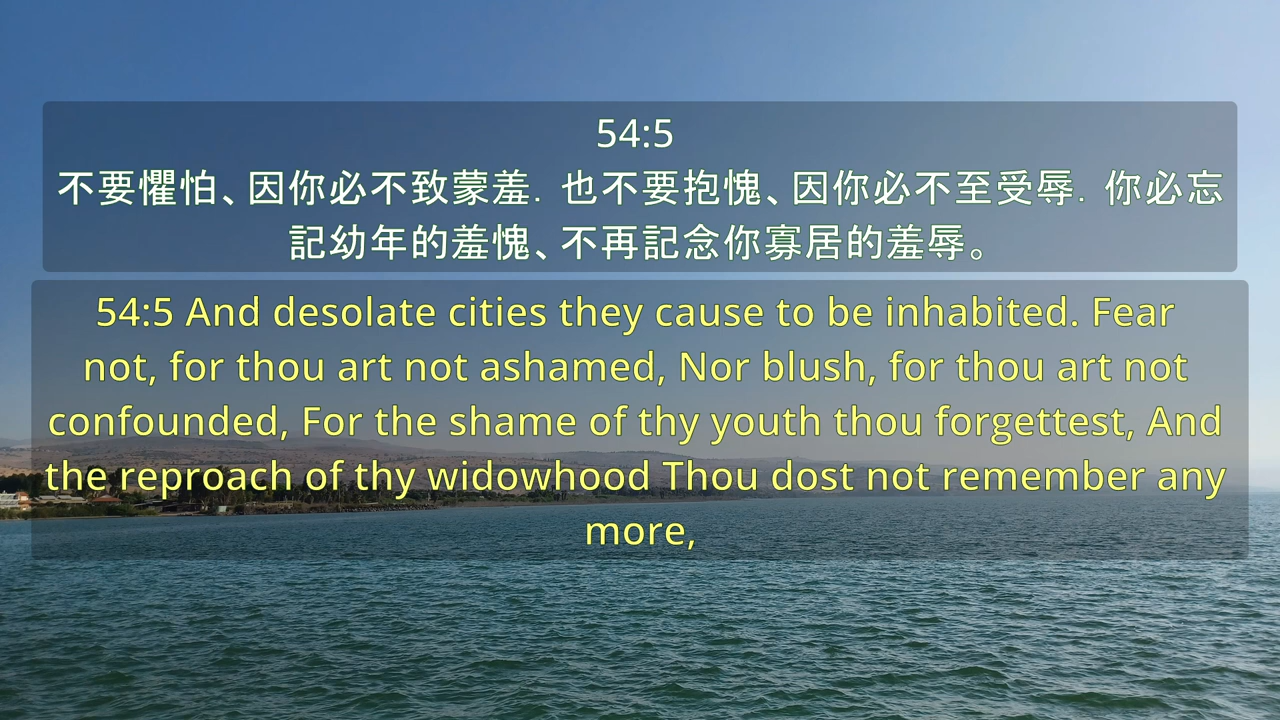 54:5
不要懼怕、因你必不致蒙羞．也不要抱愧、因你必不至受辱．你必忘
記幼年的羞愧、不再記念你寡居的羞辱。
54:5 And desolate cities they cause to be inhabited. Fear
not, for thou art not ashamed, Nor blush, for thou art not
confounded, For the shame of thy youth thou forgettest, And
the reproach of thy widowhood Thou dost not remember any
more,